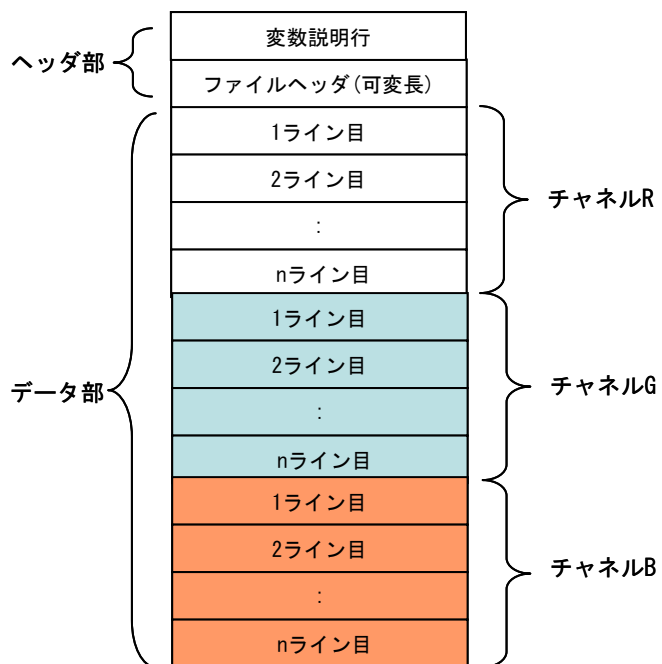 変数説明行
ヘッダ部
ファイルヘッダ(可変長)
1ライン目
2ライン目
:
nライン目
チャネルR
1ライン目
2ライン目
:
nライン目
チャネルG
データ部
1ライン目
2ライン目
:
nライン目
チャネルB